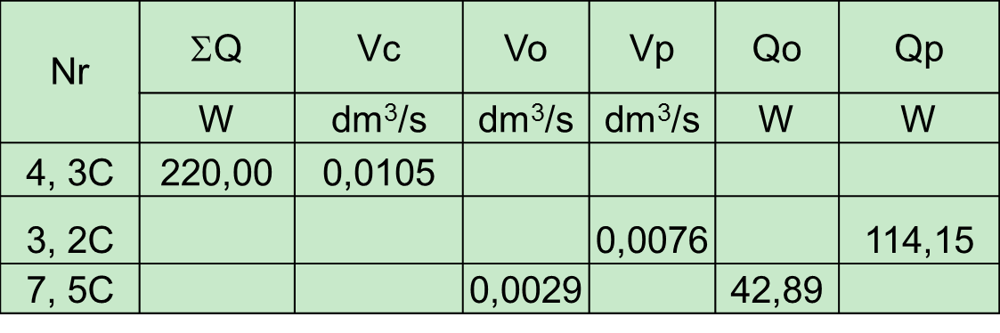 Nr ΣQ Vc Vo Vp Qo Qp
W dm³/s dm³/s dm³/s W W
4, 3C 220,00 0,0105
3, 2C 0,0076 114,15
7, 5C 0,0029 42,89